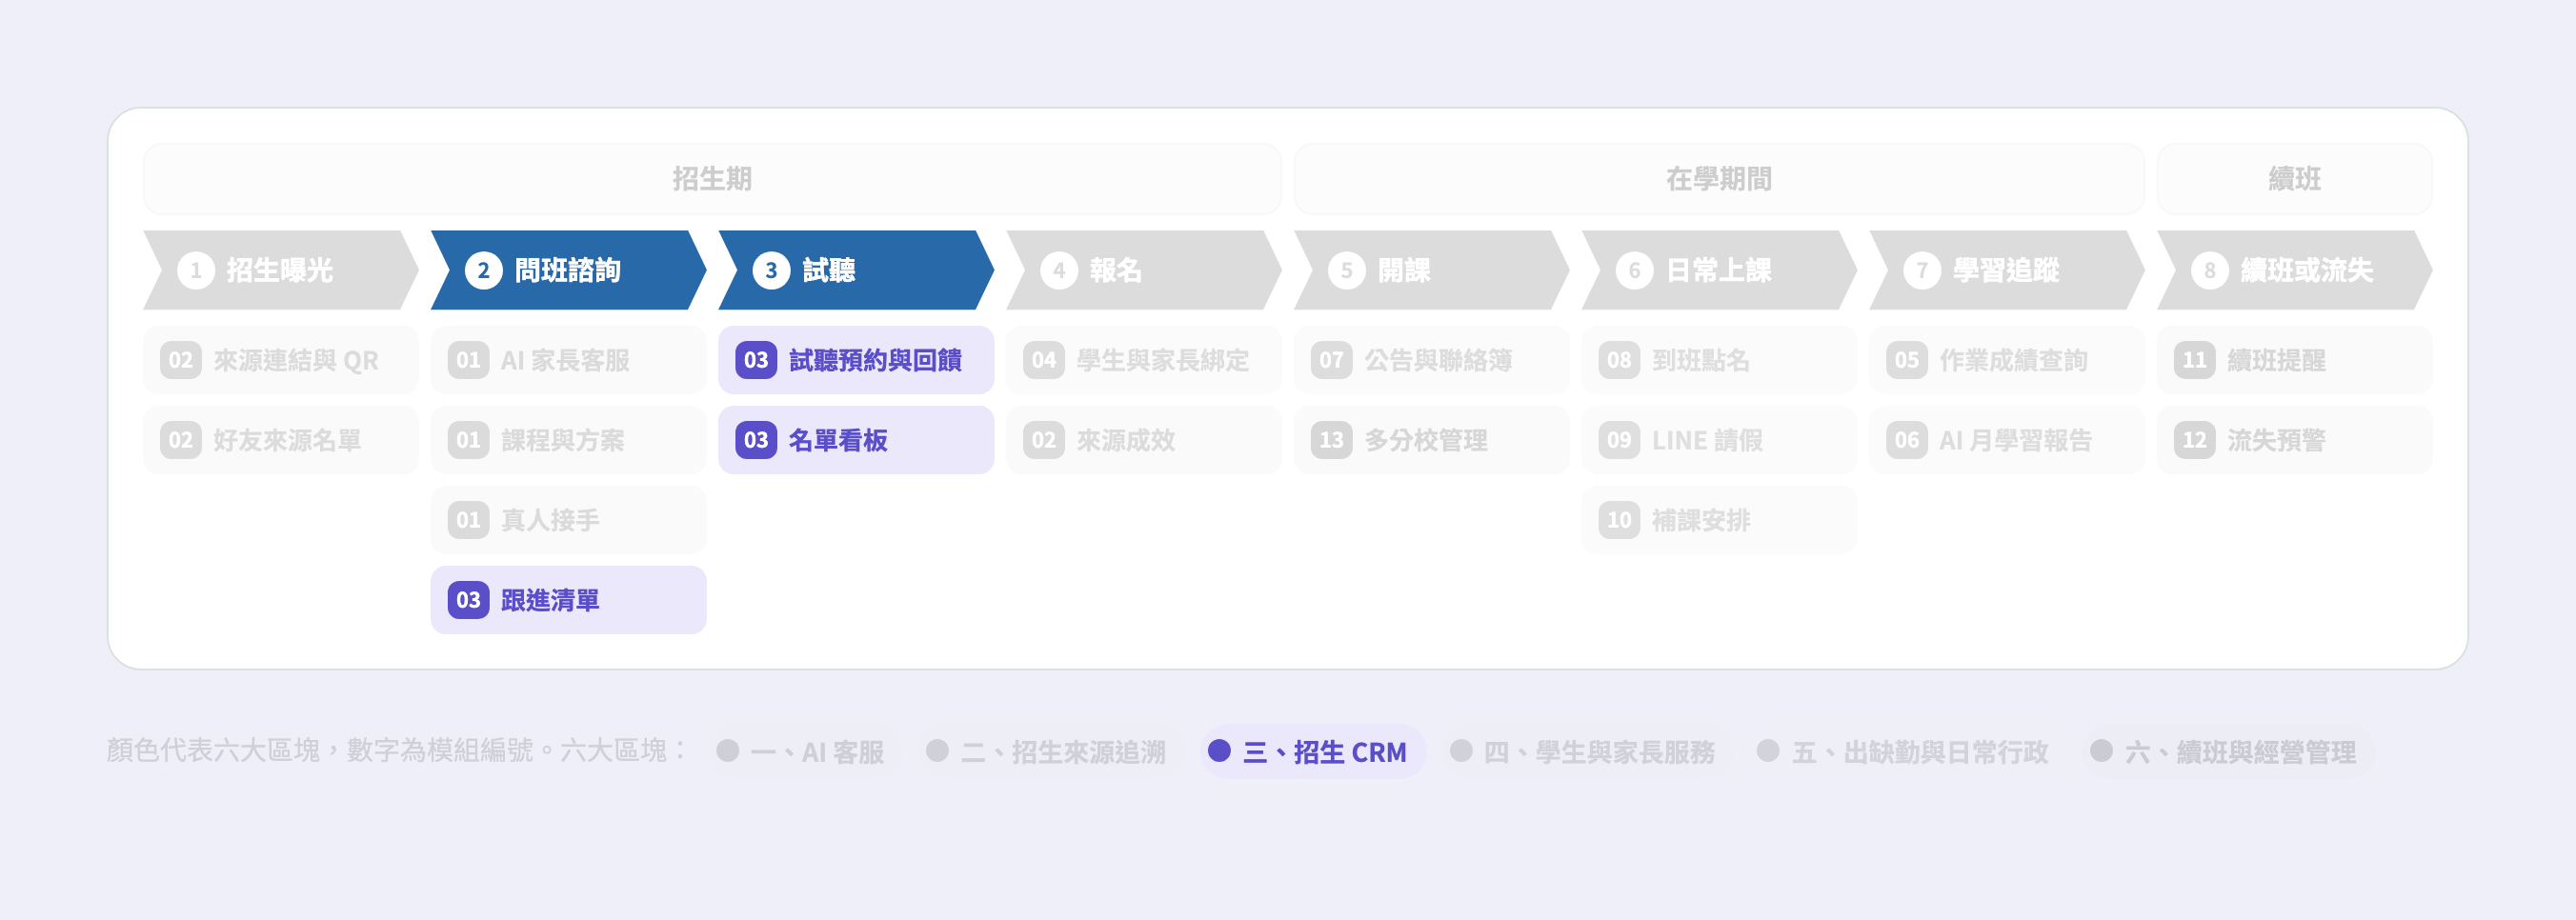 招生期
在學期間
續班
1 招生曝光
2 問班諮詢
3 試聽
4 報名
5 開課
6 日常上課
7 學習追蹤
8 續班或流失
02 來源連結與 QR
01 AI 家長客服
03 試聽預約與回饋
04 學生與家長綁定
07 公告與聯絡簿
08 到班點名
05 作業成績查詢
11 續班提醒
02 好友來源名單
01 課程與方案
03 名單看板
02 來源成效
13 多分校管理
09 LINE 請假
06 AI 月學習報告
12 流失預警
01 真人接手
10 補課安排
03 跟進清單
顏色代表六大區塊，數字為模組編號。六大區塊：
一、AI 客服
二、招生來源追溯
三、招生 CRM
四、學生與家長服務
五、出缺勤與日常行政
六、續班與經營管理